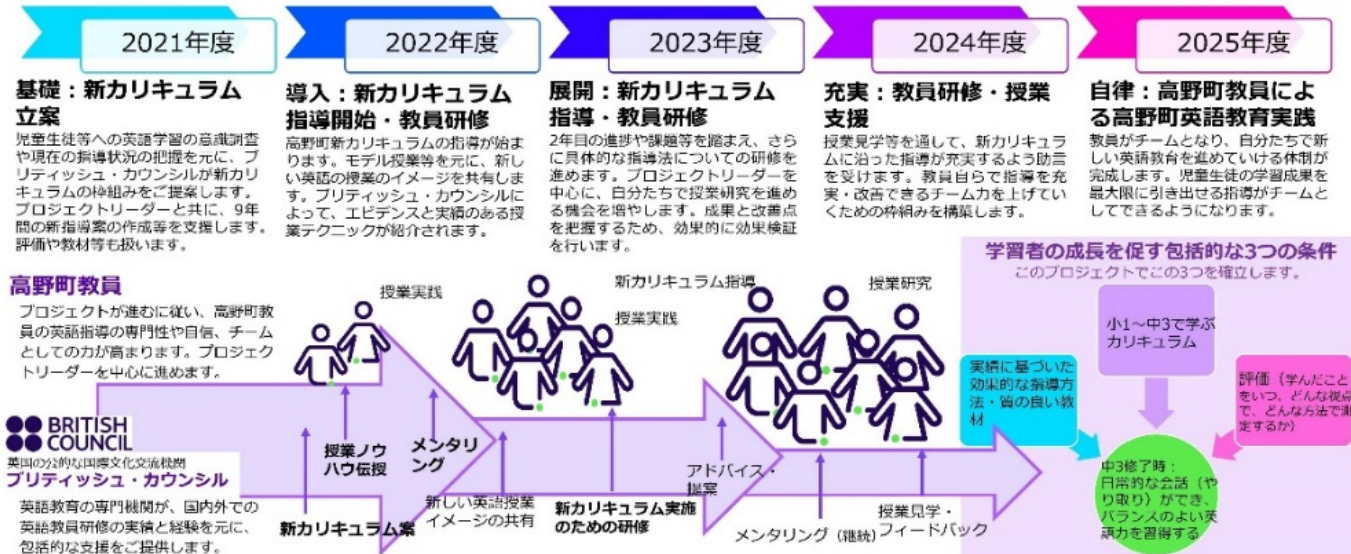 2021年度
2022年度
2023年度
2024年度
2025年度
基礎：新カリキュラム
立案
児童生徒等への英語学習の意識調査
や現在の指導状況の把握を元に、ブ
リティッシュ・カウンシルが新カリ
キュラムの枠組みをご提案します。
プロジェクトリーダーと共に、9年
間の新指導案の作成等を支援します。
評価や教材等も扱います。
導入：新カリキュラム
指導開始・教員研修
高野町新カリキュラムの指導が始ま
ります。モデル授業等を元に、新し
い英語の授業のイメージを共有しま
す。ブリティッシュ・カウンシルに
よって、エビデンスと実績のある授
業テクニックが紹介されます。
展開：新カリキュラム
指導・教員研修
2年目の進捗や課題等を踏まえ、さら
に具体的な指導法についての研修を
進めます。プロジェクトリーダーを
中心に、自分たちで授業研究を進め
る機会を増やします。成果と改善点
を把握するため、効果的に効果検証
を行います。
充実：教員研修・授業
支援
授業見学等を通して、新カリキュラ
ムに沿った指導が充実するよう助言
を受けます。教員自らで指導を充
実・改善できるチーム力を上げてい
くための枠組みを構築します。
自律：高野町教員によ
る高野町英語教育実践
教員がチームとなり、自分たちで新
しい英語教育を進めていける体制が
完成します。児童生徒の学習成果を
最大限に引き出せる指導がチームと
してできるようになります。
高野町教員
プロジェクトが進むに従い、高野町教
員の英語指導の専門性や自信、チーム
としての力が高まります。プロジェク
トリーダーを中心に進めます。
授業実践
新カリキュラム指導
授業実践
授業研究
BRITISH
COUNCIL
英国の公的な国際文化交流機関
ブリティッシュ・カウンシル
英語教育の専門機関が、国内外での
英語教員研修の実績と経験を元に、
包括的な支援をご提供します。
新カリキュラム案
授業ノウ
ハウ伝授
メンタリ
ング
新しい英語授業
イメージの共有
新カリキュラム実施
のための研修
アドバイス・
提案
メンタリング（継続）
授業見学・
フィードバック
学習者の成長を促す包括的な3つの条件
このプロジェクトでこの3つを確立します。
小1～中3で学ぶ
カリキュラム
実績に基づいた
効果的な指導方
法・質の良い教
材
評価（学んだこと
をいつ、どんな視点
で、どんな方法で測
定するか）
中3修了時：
日常的な会話（や
り取り）ができ、
バランスのよい英
語力を習得する